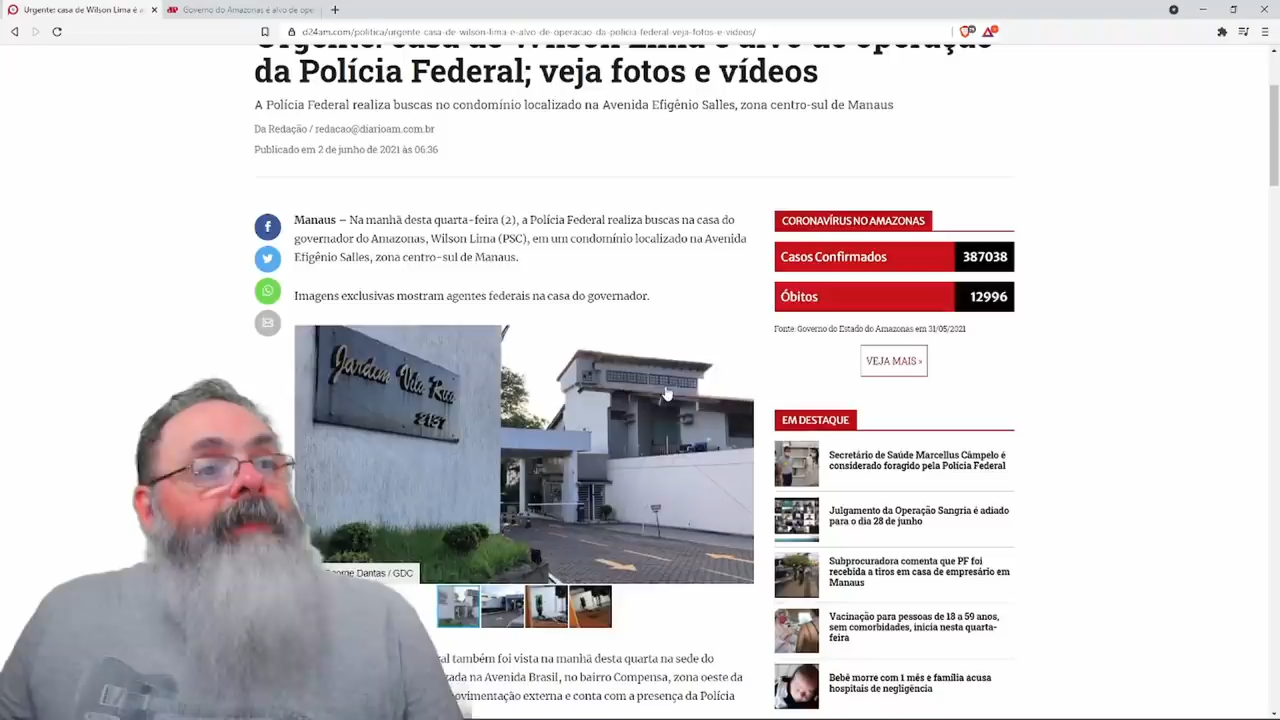 Urgente: casa de Wilson Lima é a
Governo do Amazonas é alvo de ope
d24am.com/politica/urgente-casa-de-wilson-lima-e-alvo-de-operacao-da-policia-federal-veja-fotos-e-videos/
Urgente: casa de Wilson Lima é alvo de operação
da Polícia Federal; veja fotos e vídeos
A Polícia Federal realiza buscas no condomínio localizado na Avenida Efigênio Salles, zona centro-sul de Manaus
Da Redação / redacao@diarioam.com.br
Publicado em 2 de junho de 2021 às 06:36
Manaus – Na manhã desta quarta-feira (2), a Polícia Federal realiza buscas na casa do
governador do Amazonas, Wilson Lima (PSC), em um condomínio localizado na Avenida
Efigênio Salles, zona centro-sul de Manaus.
Imagens exclusivas mostram agentes federais na casa do governador.
Jardim Vila Rica
2137
Dantas / GDC
al também foi vista na manhã desta quarta na sede do
zada na Avenida Brasil, no bairro Compensa, zona oeste da
ovimentação externa e conta com a presença da Polícia
CORONAVÍRUS NO AMAZONAS
Casos Confirmados 387038
Óbitos 12996
Fonte: Governo do Estado do Amazonas em 31/05/2021
VEJA MAIS »
EM DESTAQUE
Secretário de Saúde Marcellus Câmpelo é
considerado foragido pela Polícia Federal
Julgamento da Operação Sangria é adiado
para o dia 28 de junho
Subprocuradora comenta que PF foi
recebida a tiros em casa de empresário em
Manaus
Vacinação para pessoas de 18 a 59 anos,
sem comorbidades, inicia nesta quarta-
feira
Bebê morre com 1 mês e família acusa
hospitais de negligência